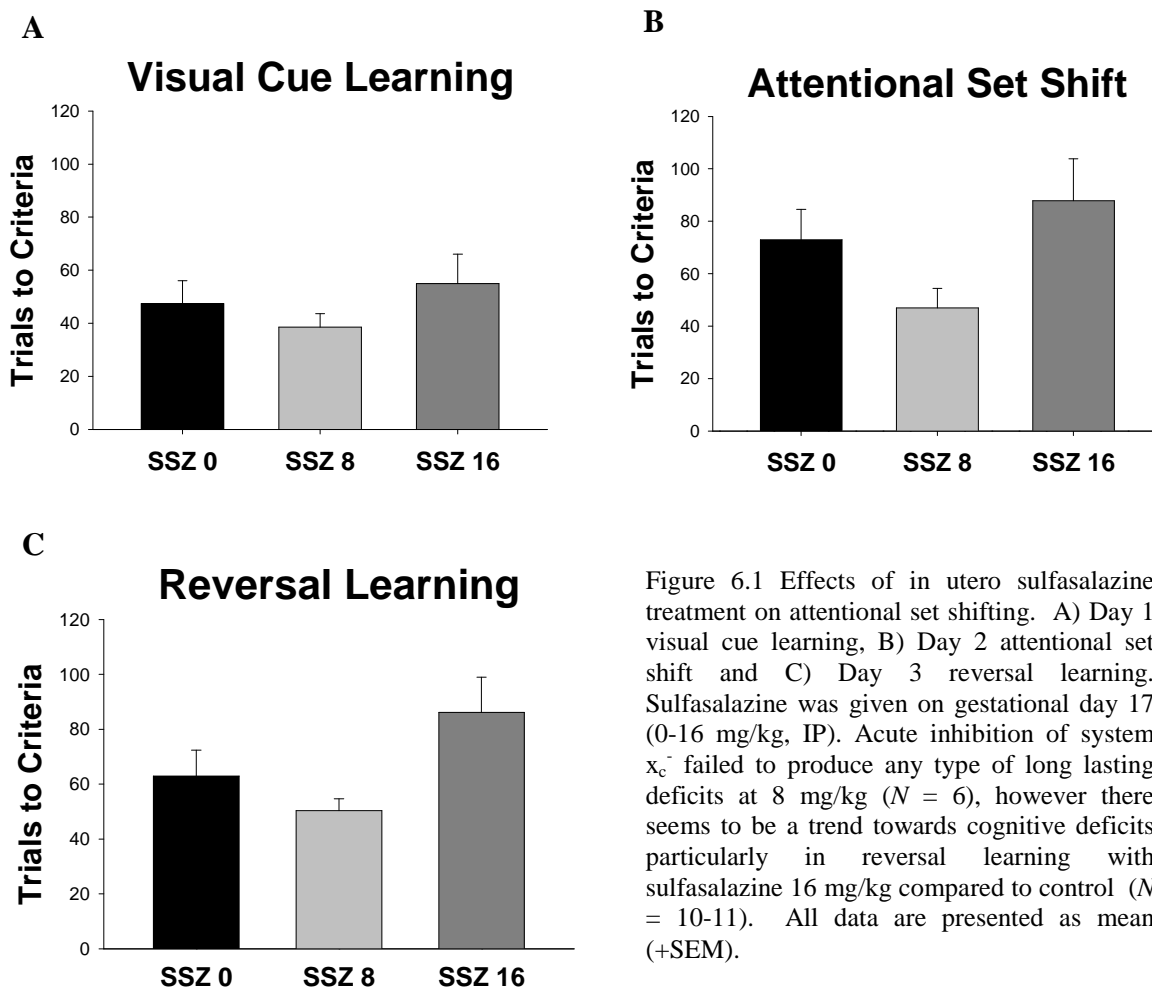 A
Visual Cue Learning
120
100
80
60
40
20
0
Trials to Criteria
SSZ 0 SSZ 8 SSZ 16
B
Attentional Set Shift
120
100
80
60
40
20
0
Trials to Criteria
SSZ 0 SSZ 8 SSZ 16
C
Reversal Learning
120
100
80
60
40
20
0
Trials to Criteria
SSZ 0 SSZ 8 SSZ 16
Figure 6.1 Effects of in utero sulfasalazine
treatment on attentional set shifting. A) Day 1
visual cue learning, B) Day 2 attentional set
shift and C) Day 3 reversal learning.
Sulfasalazine was given on gestational day 17
(0-16 mg/kg, IP). Acute inhibition of system
xc- failed to produce any type of long lasting
deficits at 8 mg/kg (N = 6), however there
seems to be a trend towards cognitive deficits
particularly in reversal learning with
sulfasalazine 16 mg/kg compared to control (N
= 10-11). All data are presented as mean
(+SEM).